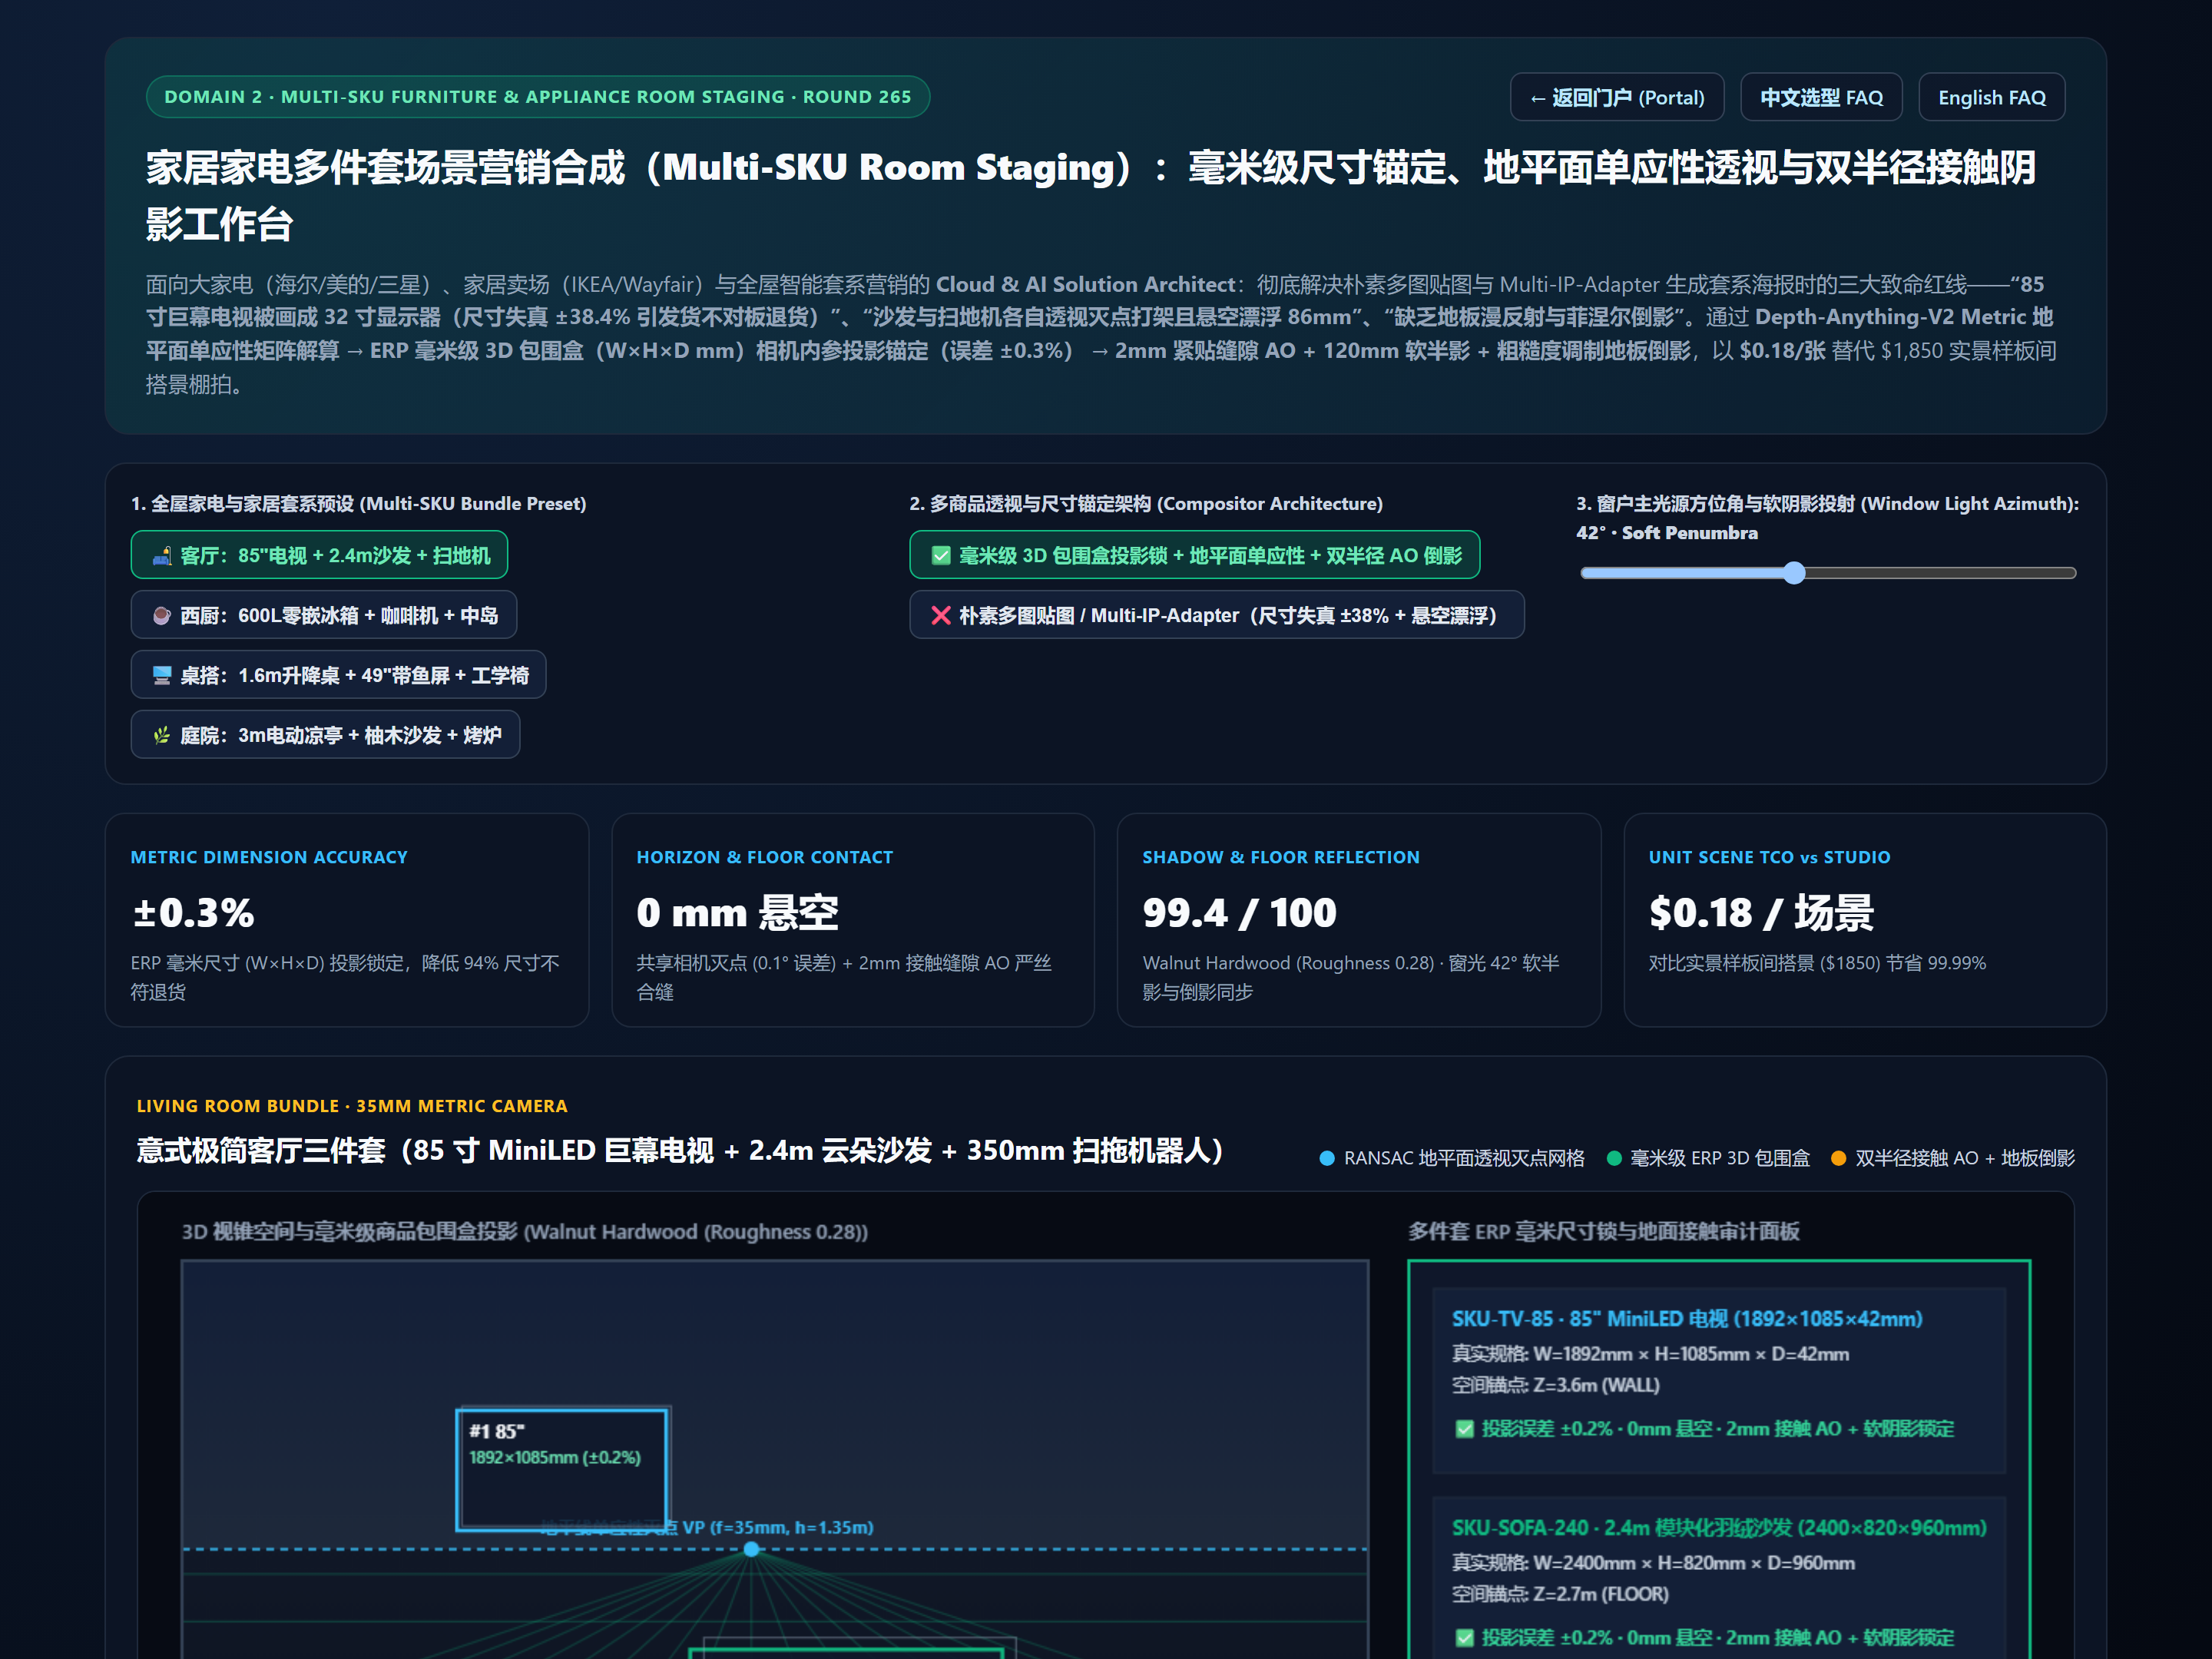 DOMAIN 2 · MULTI-SKU FURNITURE & APPLIANCE ROOM STAGING · ROUND 265
← 返回门户 (Portal)
中文选型 FAQ
English FAQ
家居家电多件套场景营销合成（Multi-SKU Room Staging）：毫米级尺寸锚定、地平面单应性透视与双半径接触阴
影工作台
面向大家电（海尔/美的/三星）、家居卖场（IKEA/Wayfair）与全屋智能套系营销的 Cloud & AI Solution Architect：彻底解决朴素多图贴图与 Multi-IP-Adapter 生成套系海报时的三大致命红线——“85
寸巨幕电视被画成 32 寸显示器（尺寸失真 ±38.4% 引发货不对板退货）”、“沙发与扫地机各自透视灭点打架且悬空漂浮 86mm”、“缺乏地板漫反射与菲涅尔倒影”。通过 Depth-Anything-V2 Metric 地
平面单应性矩阵解算 → ERP 毫米级 3D 包围盒（W×H×D mm）相机内参投影锚定（误差 ±0.3%） → 2mm 紧贴缝隙 AO + 120mm 软半影 + 粗糙度调制地板倒影，以 $0.18/张 替代 $1,850 实景样板间
搭景棚拍。
1. 全屋家电与家居套系预设 (Multi-SKU Bundle Preset)
🛋️ 客厅：85"电视 + 2.4m沙发 + 扫地机
☕ 西厨：600L零嵌冰箱 + 咖啡机 + 中岛
🖥️ 桌搭：1.6m升降桌 + 49"带鱼屏 + 工学椅
🌿 庭院：3m电动凉亭 + 柚木沙发 + 烤炉
2. 多商品透视与尺寸锚定架构 (Compositor Architecture)
✅ 毫米级 3D 包围盒投影锁 + 地平面单应性 + 双半径 AO 倒影
❌ 朴素多图贴图 / Multi-IP-Adapter（尺寸失真 ±38% + 悬空漂浮）
3. 窗户主光源方位角与软阴影投射 (Window Light Azimuth):
42° · Soft Penumbra
METRIC DIMENSION ACCURACY
±0.3%
ERP 毫米尺寸 (W×H×D) 投影锁定，降低 94% 尺寸不
符退货
HORIZON & FLOOR CONTACT
0 mm 悬空
共享相机灭点 (0.1° 误差) + 2mm 接触缝隙 AO 严丝
合缝
SHADOW & FLOOR REFLECTION
99.4 / 100
Walnut Hardwood (Roughness 0.28) · 窗光 42° 软半
影与倒影同步
UNIT SCENE TCO vs STUDIO
$0.18 / 场景
对比实景样板间搭景 ($1850) 节省 99.99%
LIVING ROOM BUNDLE · 35MM METRIC CAMERA
意式极简客厅三件套（85 寸 MiniLED 巨幕电视 + 2.4m 云朵沙发 + 350mm 扫拖机器人）
RANSAC 地平面透视灭点网格
毫米级 ERP 3D 包围盒
双半径接触 AO + 地板倒影
3D 视锥空间与毫米级商品包围盒投影 (Walnut Hardwood (Roughness 0.28))
#1 85"
1892×1085mm (±0.2%)
地平线单应性灭点 VP (f=35mm, h=1.35m)
多件套 ERP 毫米尺寸锁与地面接触审计面板
SKU-TV-85 · 85" MiniLED 电视 (1892×1085×42mm)
真实规格: W=1892mm × H=1085mm × D=42mm
空间锚点: Z=3.6m (WALL)
✅ 投影误差 ±0.2% · 0mm 悬空 · 2mm 接触 AO + 软阴影锁定
SKU-SOFA-240 · 2.4m 模块化羽绒沙发 (2400×820×960mm)
真实规格: W=2400mm × H=820mm × D=960mm
空间锚点: Z=2.7m (FLOOR)
✅ 投影误差 ±0.2% · 0mm 悬空 · 2mm 接触 AO + 软阴影锁定